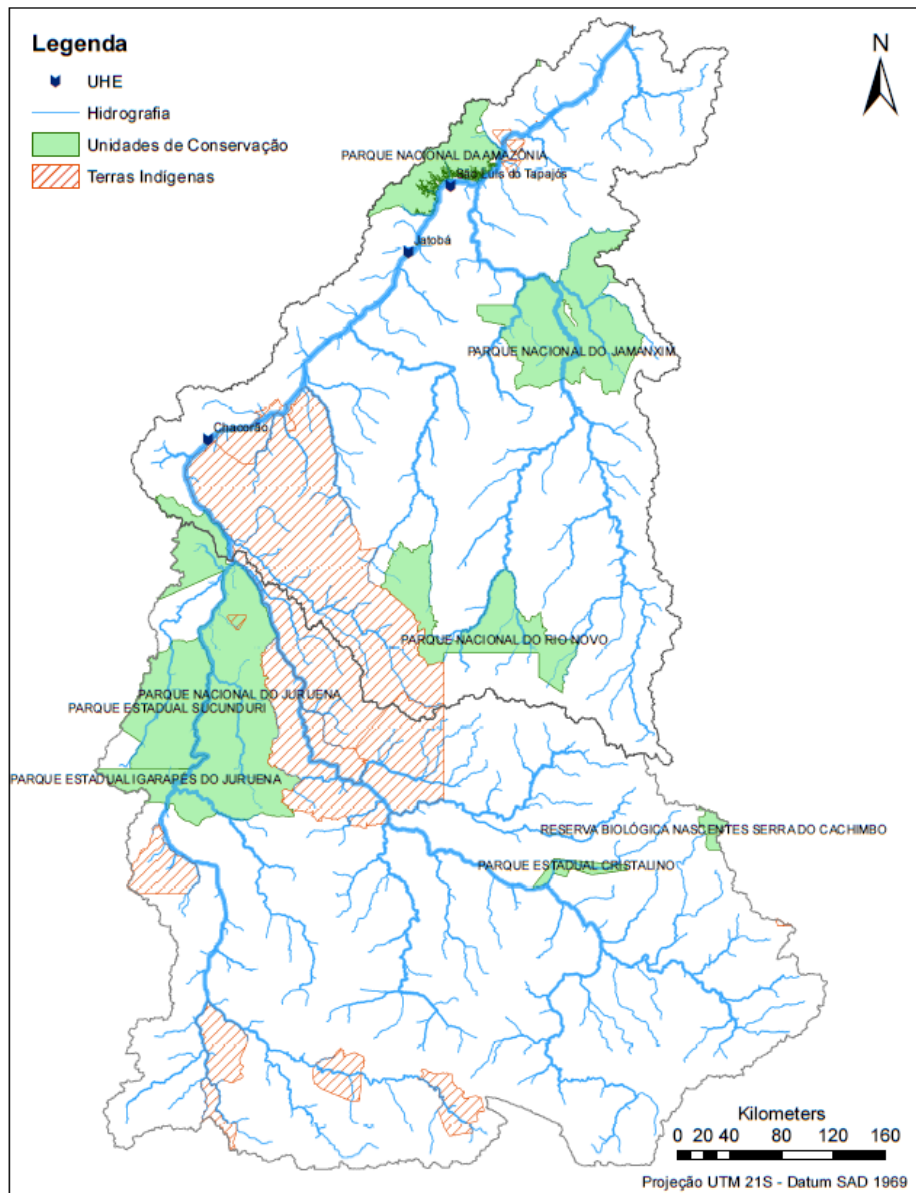 Legenda
UHE
Hidrografia
Unidades de Conservação
Terras Indígenas
N
PARQUE NACIONAL DA AMAZÔNIA
São Luís do Tapajós
Jatobá
PARQUE NACIONAL DO JAMANXIM
Chacorão
PARQUE NACIONAL DO RIO NOVO
PARQUE NACIONAL DO JURUENA
PARQUE ESTADUAL SUCUNDURI
PARQUE ESTADUAL IGARAPÉS DO JURUENA
RESERVA BIOLÓGICA NASCENTES SERRA DO CACHIMBO
PARQUE ESTADUAL CRISTALINO
Kilometers
0 20 40 80 120 160
Projeção UTM 21S - Datum SAD 1969